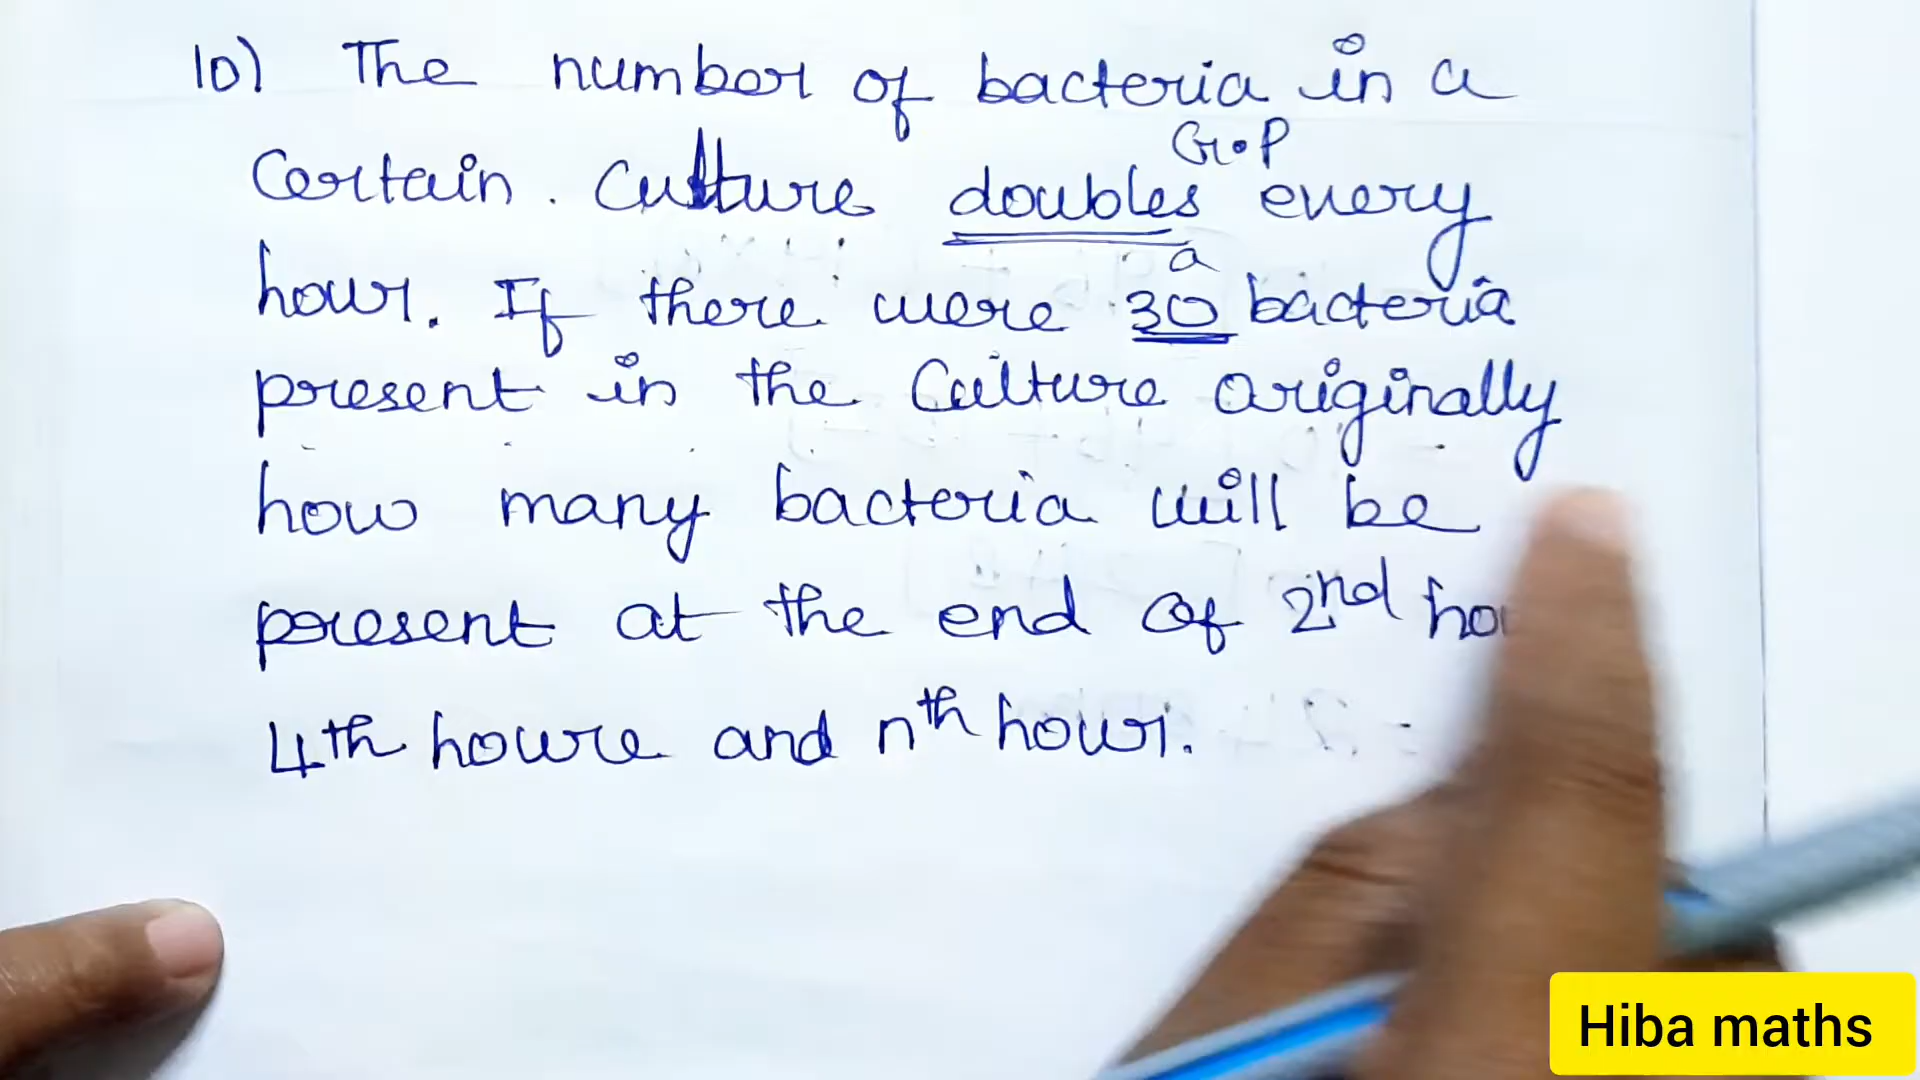 10) The number of bacteria in a
G.P
Certain. Culture doubles every
a
hour. If there were 30 bacteria
present in the Culture originally
how many bacteria will be
present at the end of 2nd
4th houre and nth hour.
Hiba maths